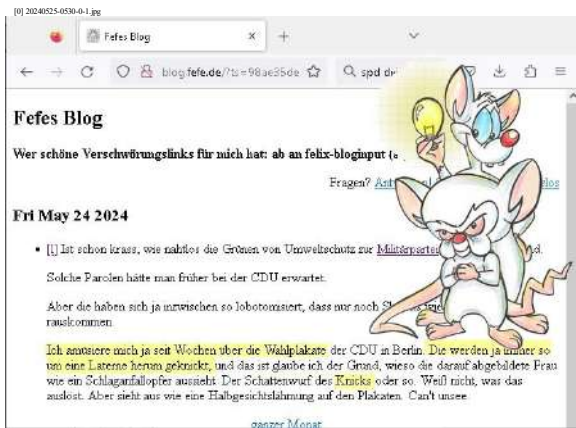 [0] 20240525-0530-0-1.jpg
Fefes Blog
blog.fefe.de/?ts=98ae35de
spd
Fefes Blog
Wer schöne Verschwörungslinks für mich hat: ab an felix-bloginput (a
Fragen?
Fri May 24 2024
[l] Ist schon krass, wie nahtlos die Grünen von Umweltschutz zur
Solche Parolen hätte man früher bei der CDU erwartet.
Aber die haben sich ja inzwischen so lobotomisiert, dass nur noch
rauskommen.
Ich amüsiere mich ja seit Wochen über die Wahlplakate der CDU in Berlin. Die werden ja immer so
um eine Laterne herum geknickt, und das ist glaube ich der Grund, wieso die darauf abgebildete Frau
wie ein Schlaganfallopfer aussieht. Der Schattenwurf des Knicks oder so. Weiß nicht, was das
auslöst. Aber sieht aus wie eine Halbgesichtslähmung auf den Plakaten. Can't unsee.
ganzer Monat